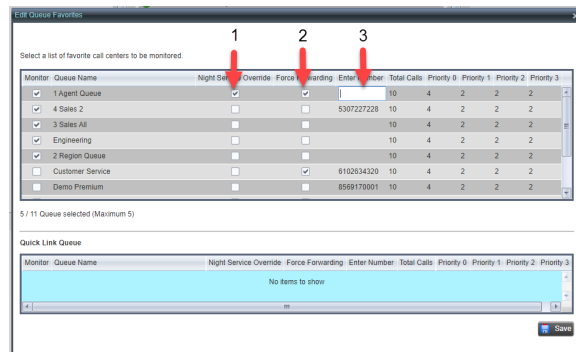 Edit Queue Favorites
1 2 3
Select a list of favorite call centers to be monitored.
Monitor Queue Name Night Service Override Force Forwarding Enter Number Total Calls Priority 0 Priority 1 Priority 2 Priority 3
1 Agent Queue 10 4 2 2 2
4 Sales 2 5307227228 10 4 2 2 2
3 Sales All 10 4 2 2 2
Engineering 10 4 2 2 2
2 Region Queue 10 4 2 2 2
Customer Service 6102634320 10 4 2 2 2
Demo Premium 8569170001 10 4 2 2 2
5 / 11 Queue selected (Maximum 5)
Quick Link Queue
Monitor Queue Name Night Service Override Force Forwarding Enter Number Total Calls Priority 0 Priority 1 Priority 2 Priority 3
No items to show
Save